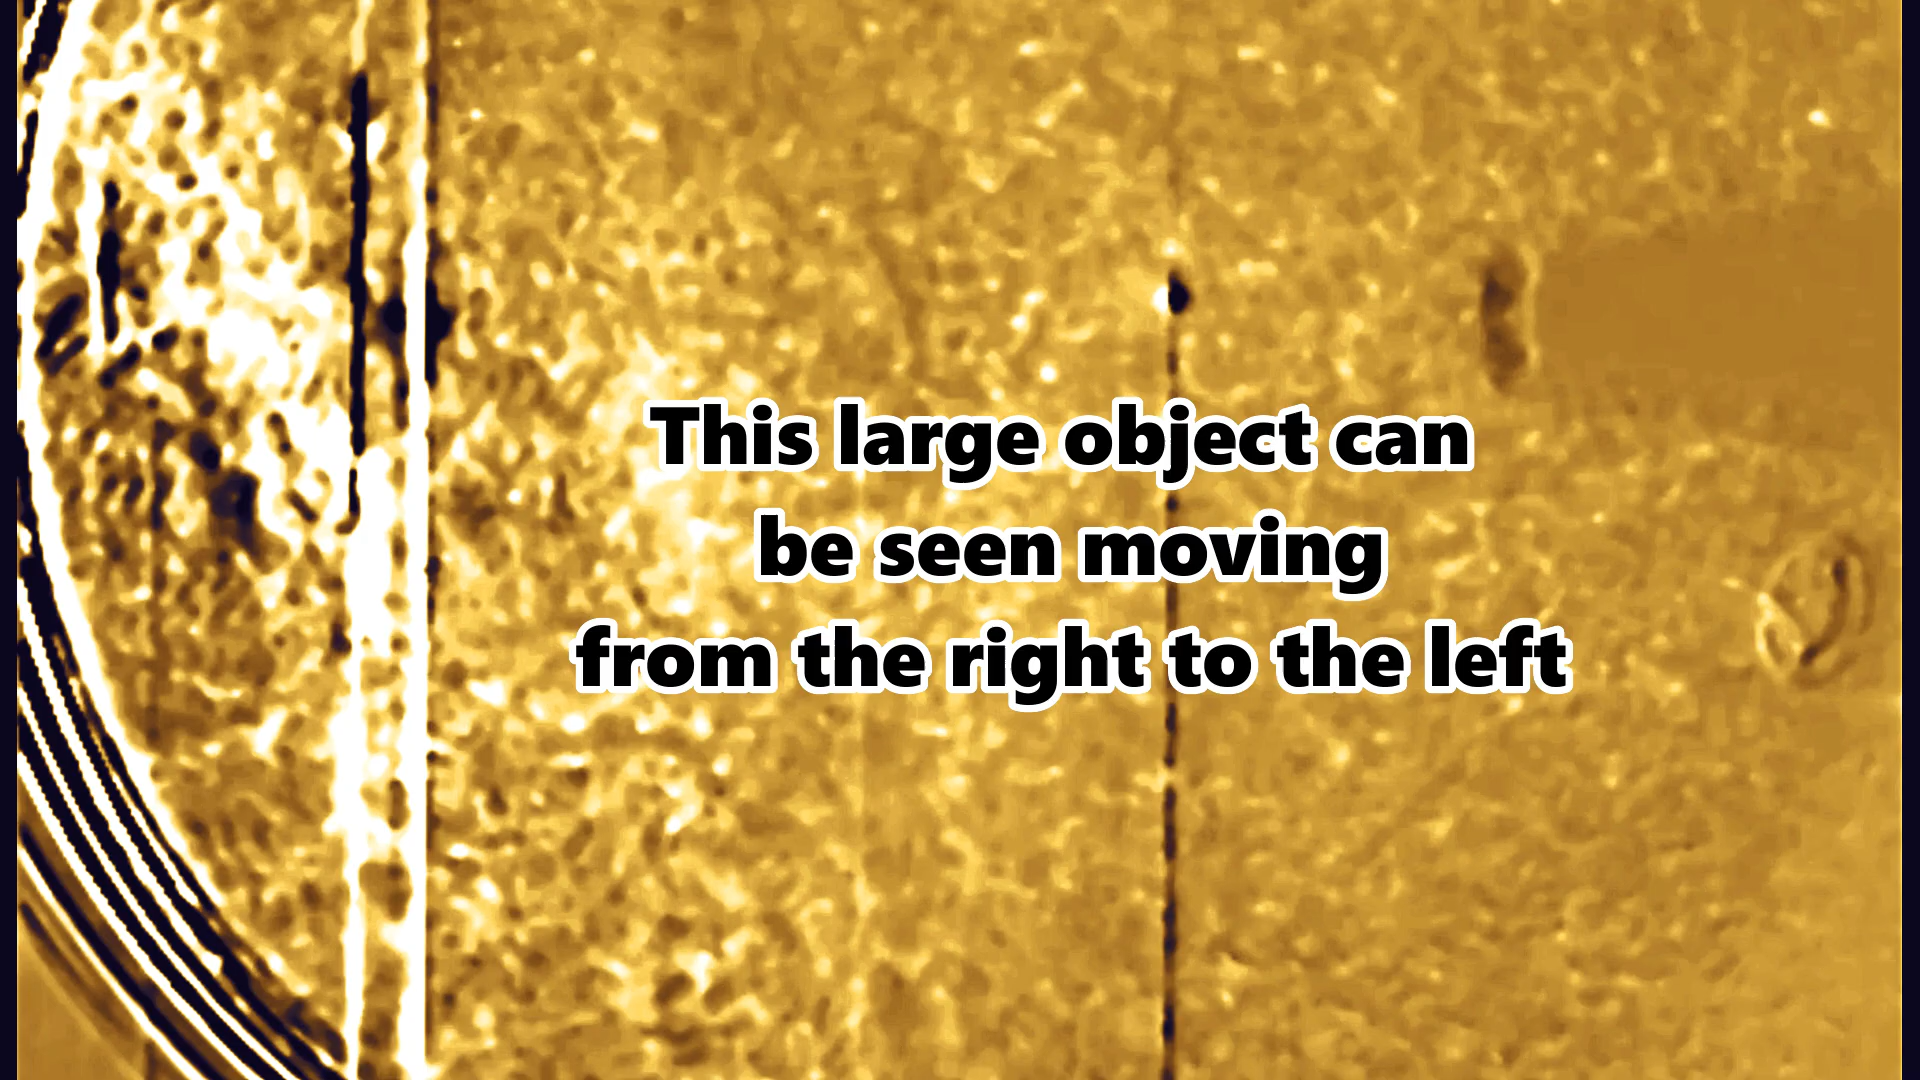 This large object can
be seen moving
from the right to the left